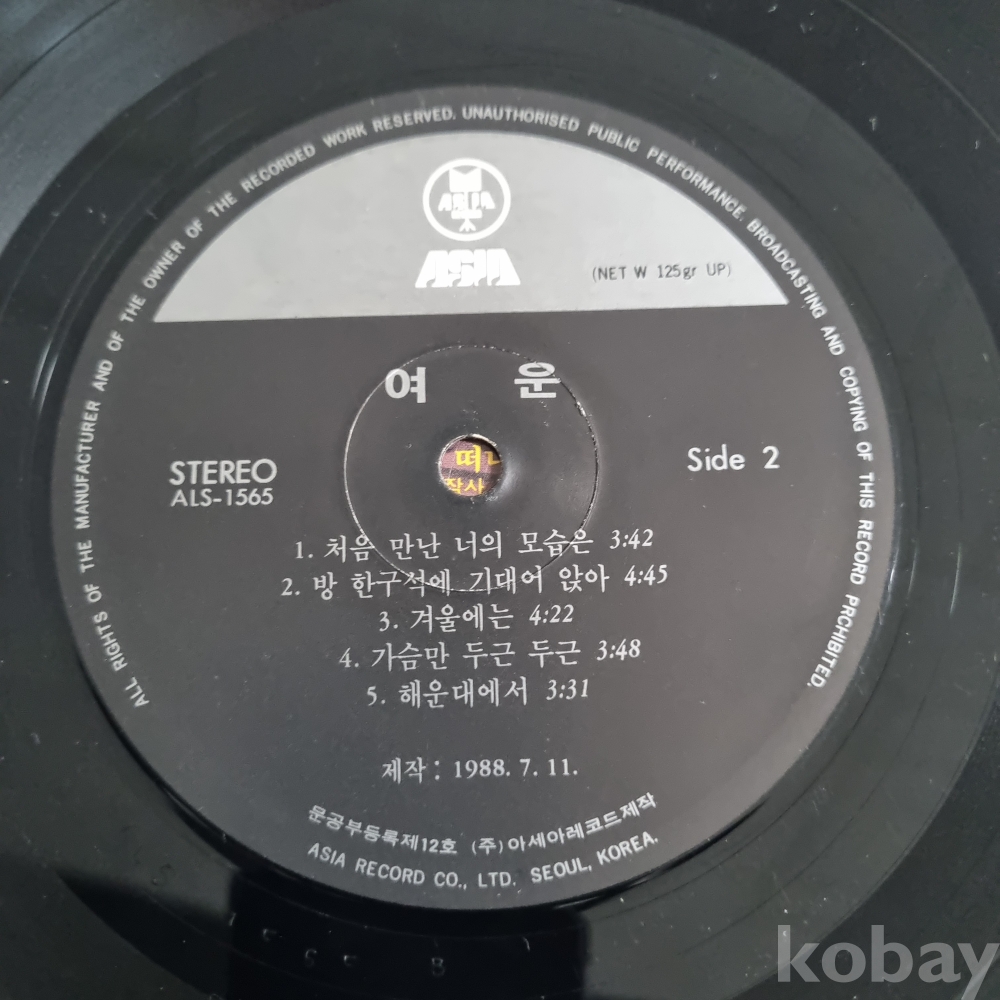 ALL RIGHTS OF THE MANUFACTURER AND OF THE OWNER OF THE RECORDED WORK RESERVED. UNAUTHORISED PUBLIC PERFORMANCE. BROADCASTING AND COPYING OF THIS RECORD PRCHIBITED.
ASIA
ASIA
(NET W 125gr UP)
여 운
STEREO
ALS-1565
Side 2
떠나
작사
1. 처음 만난 너의 모습은 3:42
2. 방 한구석에 기대어 앉아 4:45
3. 겨울에는 4:22
4. 가슴만 두근 두근 3:48
5. 해운대에서 3:31
제작: 1988. 7. 11.
문공부등록제12호 (주)아세아레코드제작
ASIA RECORD CO., LTD. SEOUL, KOREA.
kobay